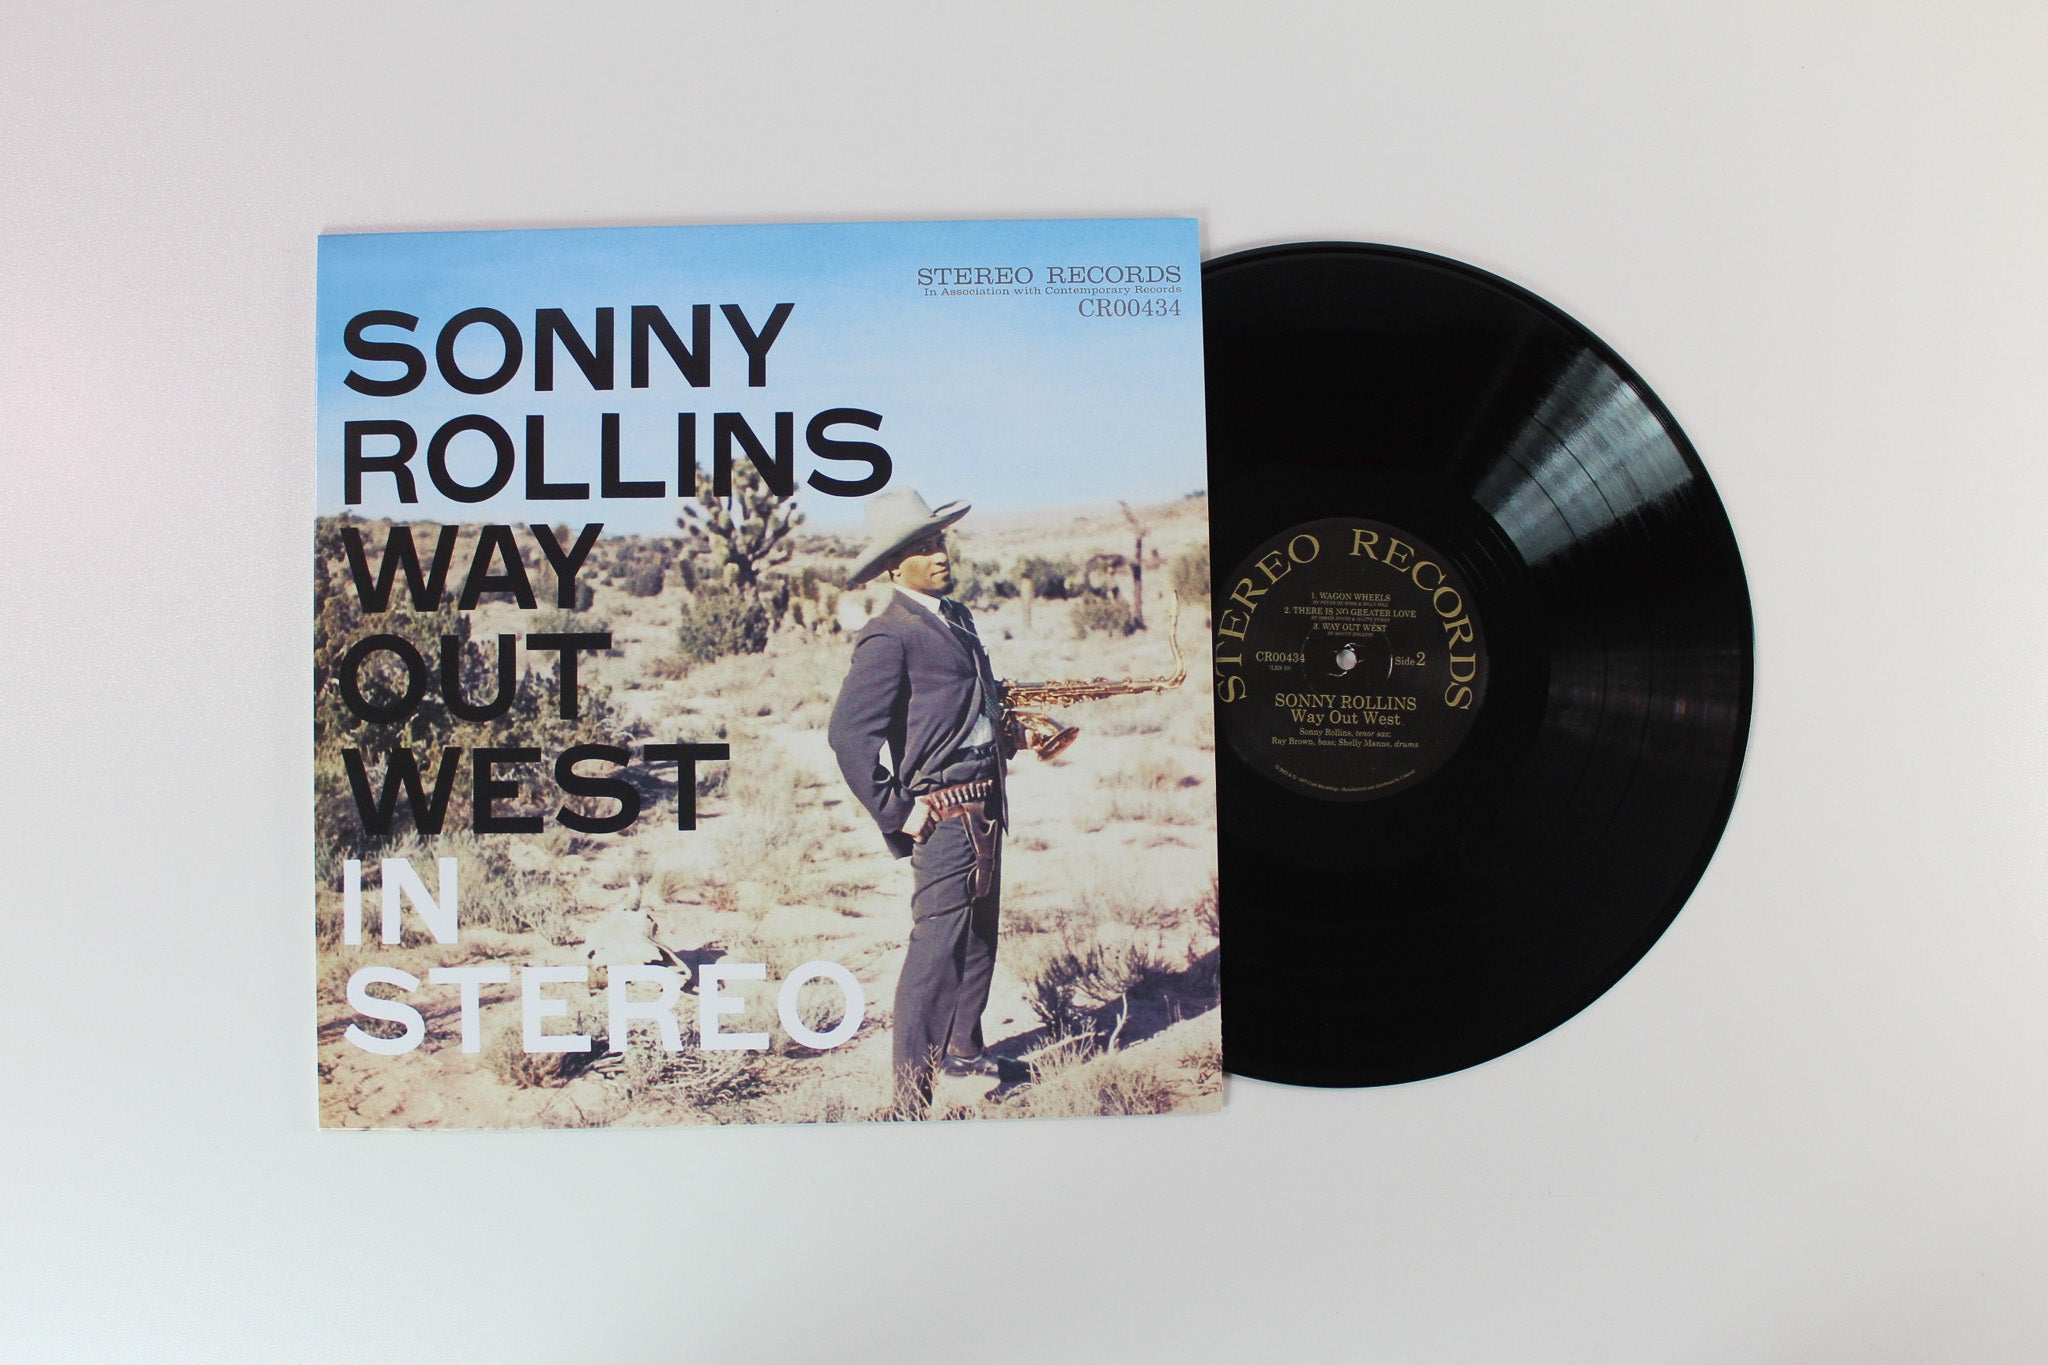 STEREO RECORDS
In Association with Contemporary Records
CR00434
SONNY
ROLLINS
WAY
OUT
WEST
IN
STEREO
STEREO RECORDS
1. WAGON WHEELS
2. THERE IS NO GREATER LOVE
3. WAY OUT WEST
CR00434
Side 2
SONNY ROLLINS
Way Out West
Sonny Rollins, tenor sax;
Ray Brown, bass; Shelly Manne, drums